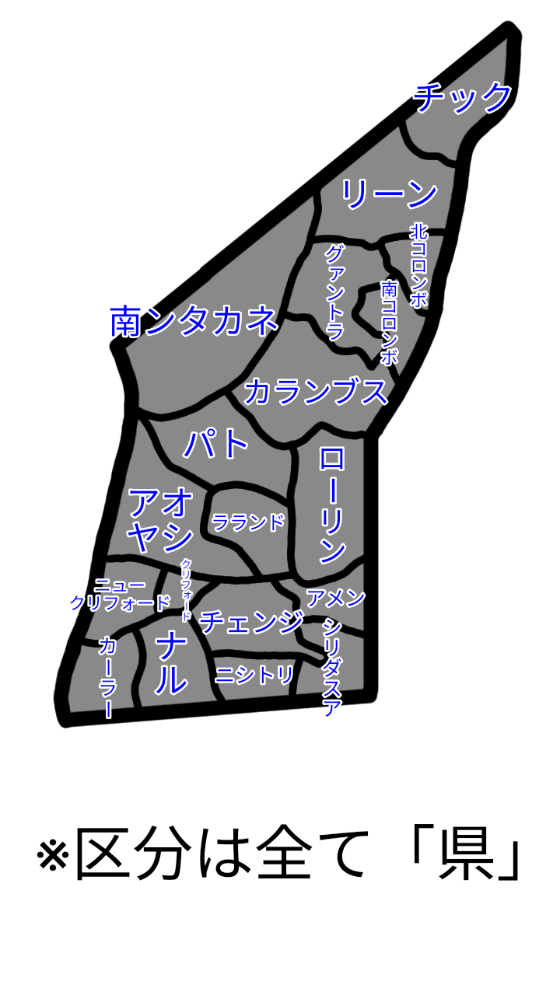 チック
リーン
北コロンボ
グァントラ
南コロンボ
南ンタカネ
カランブス
パト
ローリン
アオ
ヤシ
ラランド
クリフォード
ニュー
クリフォード
アメン
チェンジ
シリダスア
カーラー
ナル
ニシトリ
※区分は全て「県」